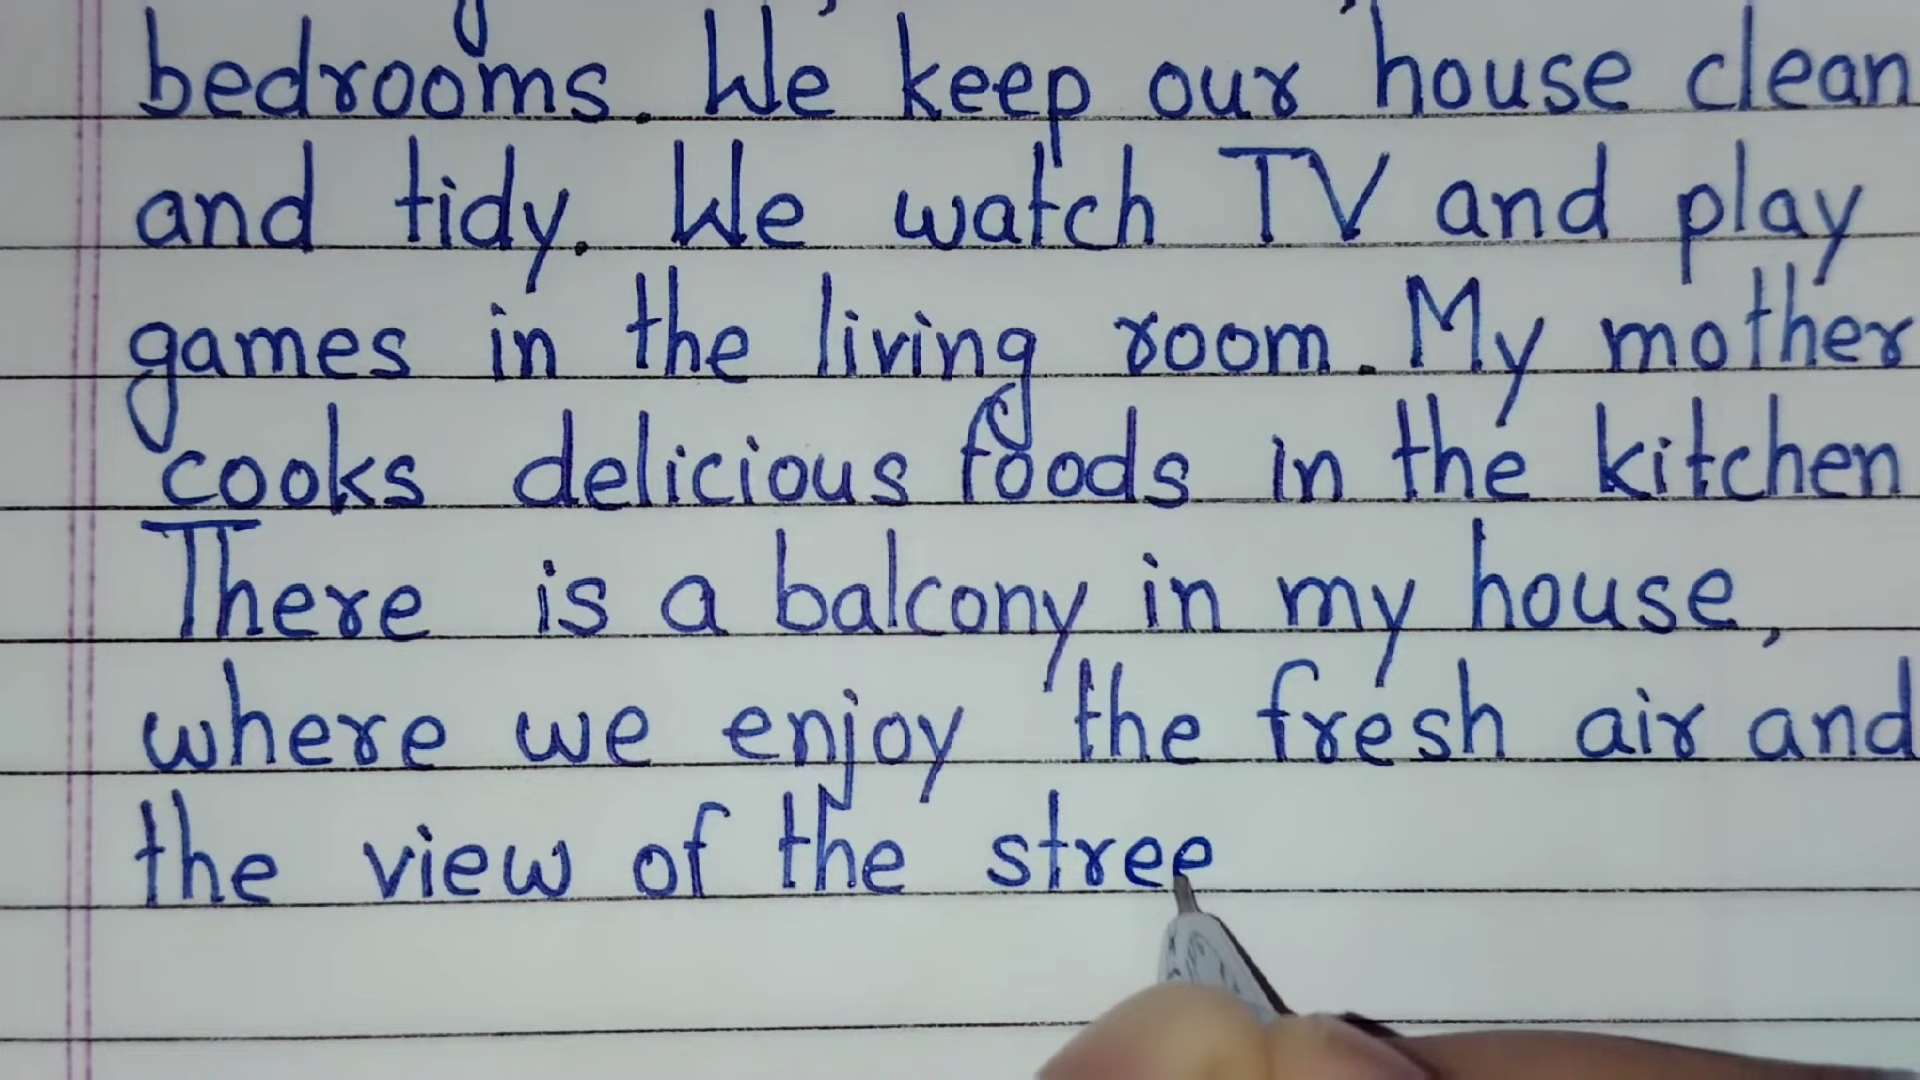 bedrooms. We keep our house clean
and tidy. We watch TV and play
games in the living room. My mother
cooks delicious foods in the kitchen
There is a balcony in my house,
where we enjoy the fresh air and
the view of the stree